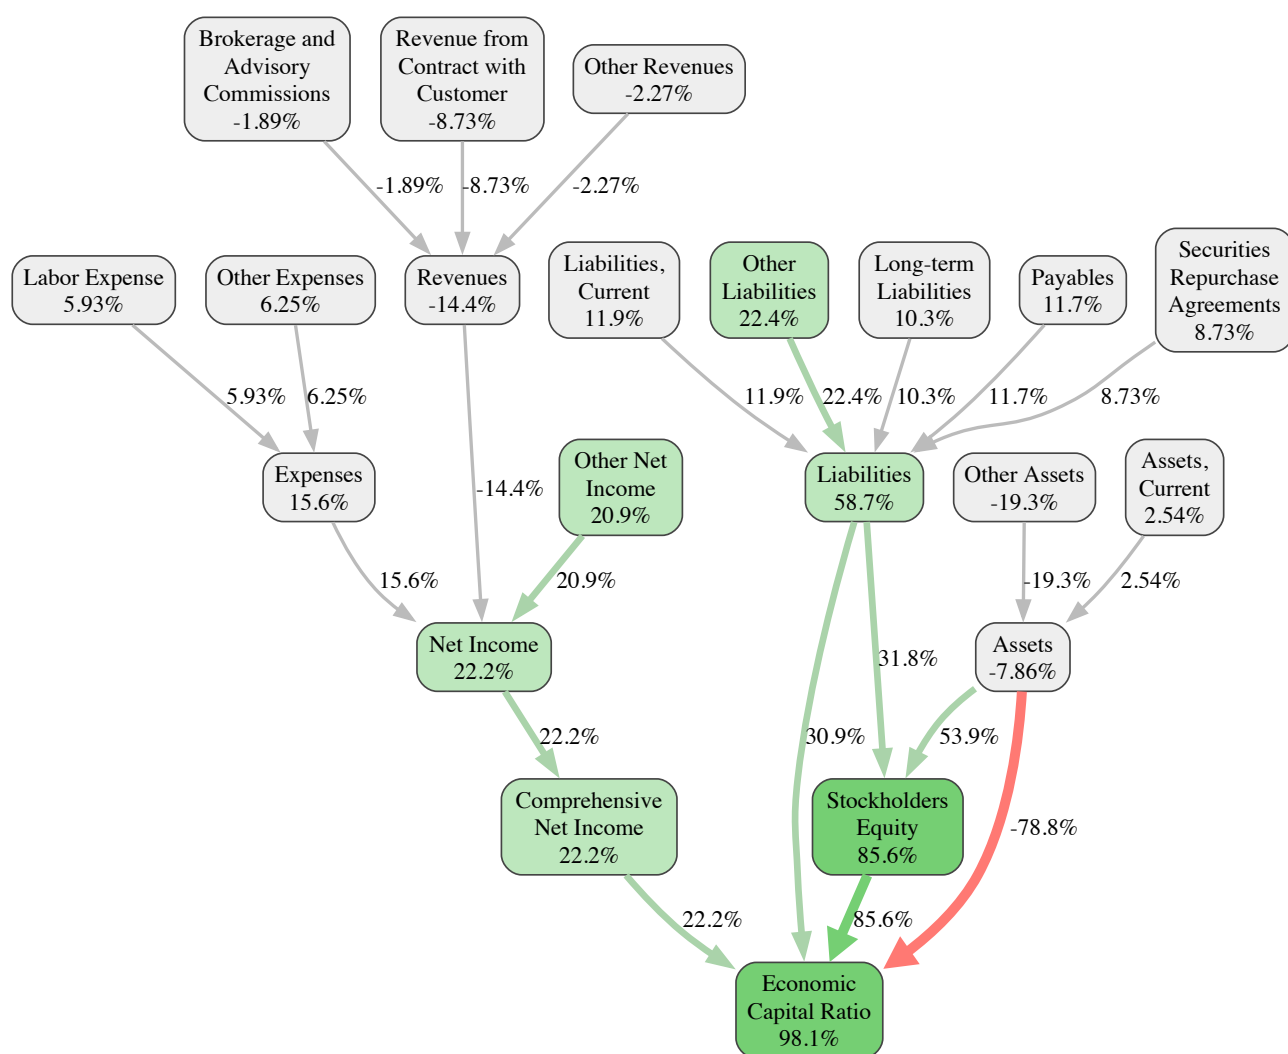 Brokerage and
Advisory
Commissions
-1.89%
Revenue from
Contract with
Customer
-8.73%
Other Revenues
-2.27%
-1.89%
-8.73%
-2.27%
Labor Expense
5.93%
Other Expenses
6.25%
Revenues
-14.4%
Liabilities,
Current
11.9%
Other
Liabilities
22.4%
Long-term
Liabilities
10.3%
Payables
11.7%
Securities
Repurchase
Agreements
8.73%
5.93%
6.25%
11.9%
22.4%
10.3%
11.7%
8.73%
Expenses
15.6%
-14.4%
Other Net
Income
20.9%
Liabilities
58.7%
Other Assets
-19.3%
Assets,
Current
2.54%
15.6%
20.9%
-19.3%
2.54%
Net Income
22.2%
31.8%
Assets
-7.86%
22.2%
30.9%
53.9%
Comprehensive
Net Income
22.2%
Stockholders
Equity
85.6%
-78.8%
22.2%
85.6%
Economic
Capital Ratio
98.1%